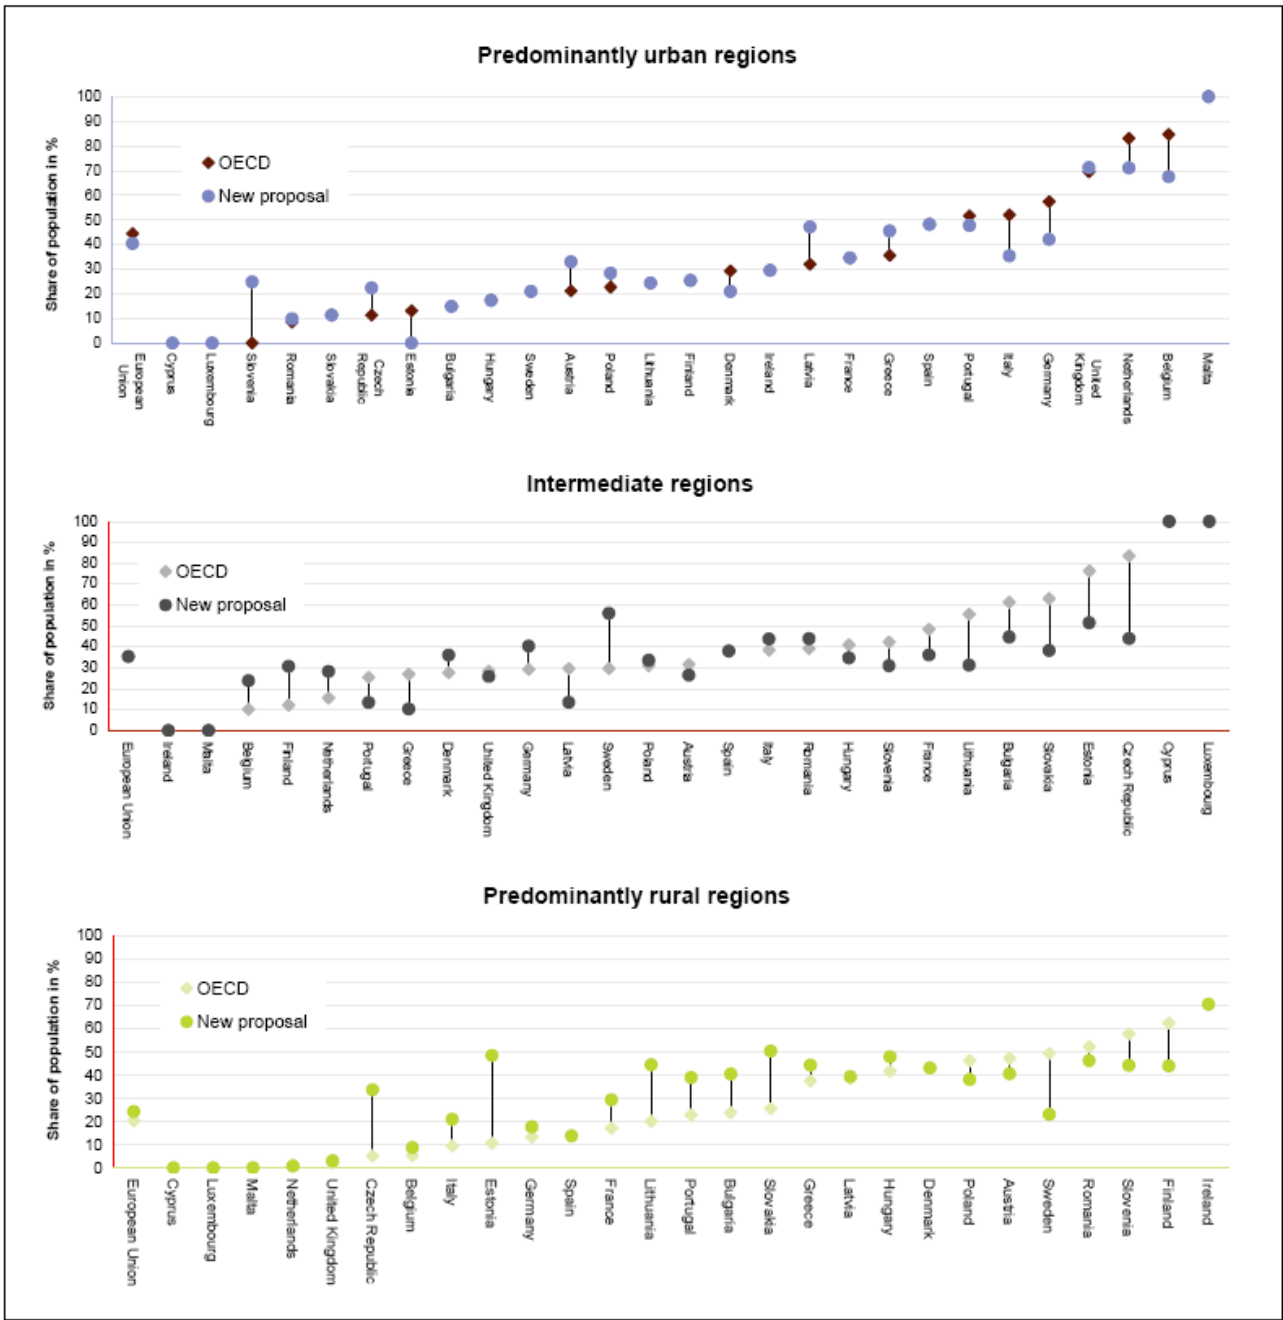 Predominantly urban regions
Share of population in %
100
90
80
70
60
50
40
30
20
10
0
OECD
New proposal
European Union
Cyprus
Luxembourg
Slovenia
Romania
Slovakia
Czech Republic
Estonia
Bulgaria
Hungary
Sweden
Austria
Poland
Lithuania
Finland
Denmark
Ireland
Latvia
France
Greece
Spain
Portugal
Italy
Germany
United Kingdom
Netherlands
Belgium
Malta
Intermediate regions
Share of population in %
100
90
80
70
60
50
40
30
20
10
0
OECD
New proposal
European Union
Ireland
Malta
Belgium
Finland
Netherlands
Portugal
Greece
Denmark
United Kingdom
Germany
Latvia
Sweden
Poland
Austria
Spain
Italy
Romania
Hungary
Slovenia
France
Lithuania
Bulgaria
Slovakia
Estonia
Czech Republic
Cyprus
Luxembourg
Predominantly rural regions
Share of population in %
100
90
80
70
60
50
40
30
20
10
0
OECD
New proposal
European Union
Cyprus
Luxembourg
Malta
Netherlands
United Kingdom
Czech Republic
Belgium
Italy
Estonia
Germany
Spain
France
Lithuania
Portugal
Bulgaria
Slovakia
Greece
Latvia
Hungary
Denmark
Poland
Austria
Sweden
Romania
Slovenia
Finland
Ireland